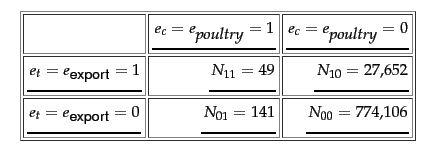 e_c = e_poultry = 1 e_c = e_poultry = 0
e_t = e_export = 1 N_11 = 49 N_10 = 27,652
e_t = e_export = 0 N_01 = 141 N_00 = 774,106